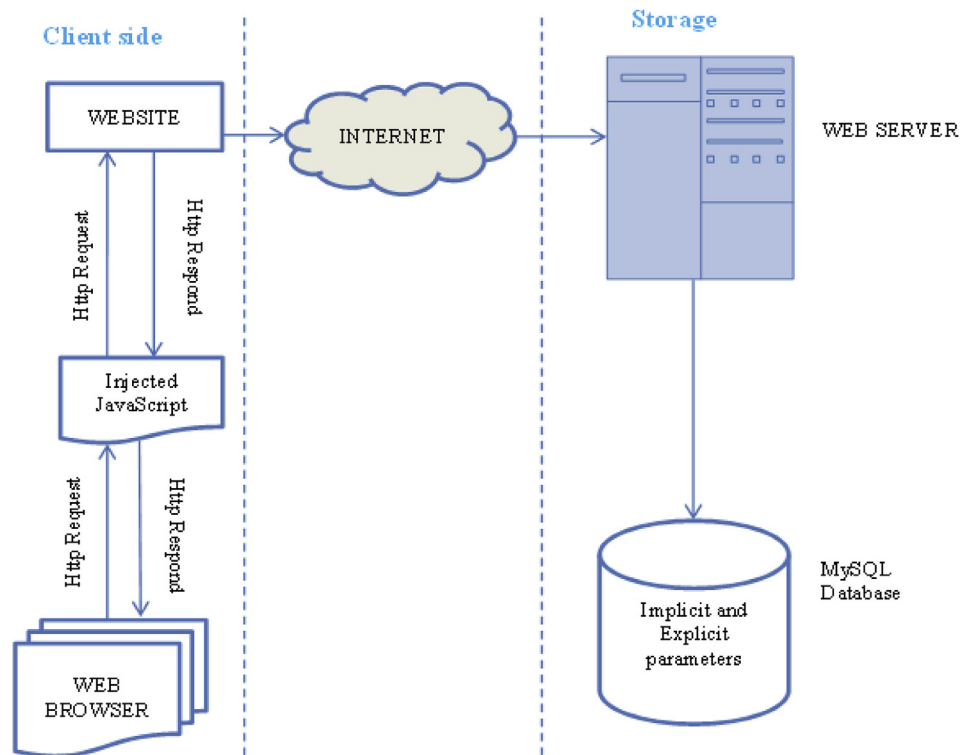 Client side
Storage
WEBSITE
INTERNET
WEB SERVER
Http Request
Http Respond
Injected
JavaScript
Http Request
Http Respond
WEB
BROWSER
Implicit and
Explicit
parameters
MySQL
Database